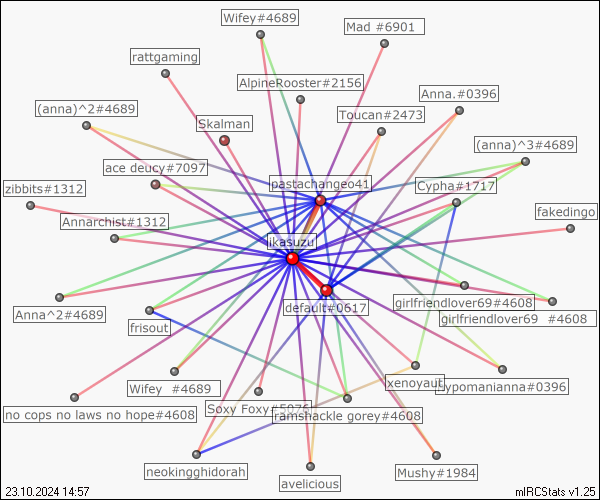 Wifey#4689
Mad #6901
rattgaming
AlpineRooster#2156
Anna.#0396
(anna)^2#4689
Toucan#2473
Skalman
(anna)^3#4689
ace deucy#7097
pastachangeo41
Cypha#1717
zibbits#1312
fakedingo
Annarchist#1312
ikasuzu
girlfriendlover69#4608
default#0617
Anna^2#4689
girlfriendlover69 #4608
frisout
xenoyaut
Wifey #4689
hypomanianna#0396
no cops no laws no hope#4608
Soxy Foxy#5076
ramshackle gorey#4608
neokingghidorah
Mushy#1984
avelicious
23.10.2024 14:57
mIRCStats v1.25